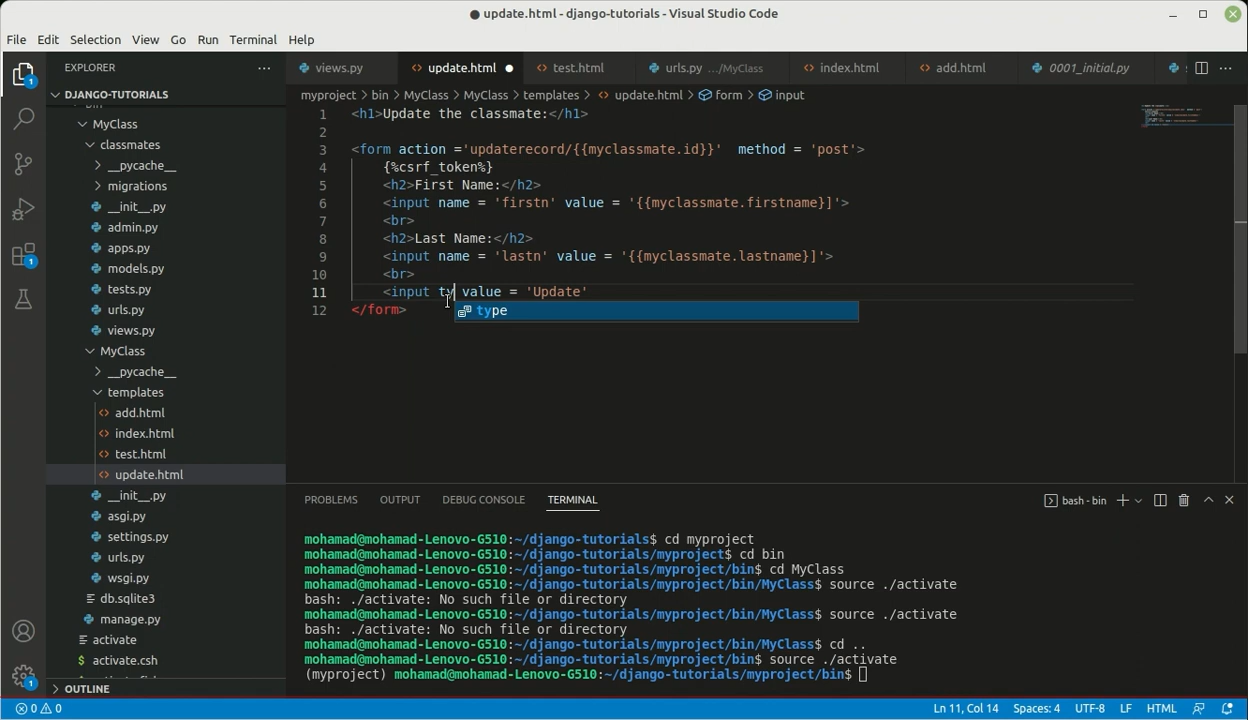 update.html - django-tutorials - Visual Studio Code
File Edit Selection View Go Run Terminal Help
EXPLORER
views.py update.html test.html urls.py .../MyClass index.html add.html 0001_initial.py
DJANGO-TUTORIALS
myproject > bin > MyClass > MyClass > templates > update.html > form > input
MyClass
classmates
__pycache__
migrations
__init__.py
admin.py
apps.py
models.py
tests.py
urls.py
views.py
MyClass
__pycache__
templates
add.html
index.html
test.html
update.html
__init__.py
asgi.py
settings.py
urls.py
wsgi.py
db.sqlite3
manage.py
activate
activate.csh
OUTLINE
1 <h1>Update the classmate:</h1>
2
3 <form action ='updaterecord/{{myclassmate.id}}' method = 'post'>
4 {%csrf_token%}
5 <h2>First Name:</h2>
6 <input name = 'firstn' value = '{{myclassmate.firstname}]'>
7 <br>
8 <h2>Last Name:</h2>
9 <input name = 'lastn' value = '{{myclassmate.lastname}]'>
10 <br>
11 <input ty value = 'Update'
12 </form>
type
PROBLEMS OUTPUT DEBUG CONSOLE TERMINAL
bash - bin
mohamad@mohamad-Lenovo-G510:~/django-tutorials$ cd myproject
mohamad@mohamad-Lenovo-G510:~/django-tutorials/myproject$ cd bin
mohamad@mohamad-Lenovo-G510:~/django-tutorials/myproject/bin$ cd MyClass
mohamad@mohamad-Lenovo-G510:~/django-tutorials/myproject/bin/MyClass$ source ./activate
bash: ./activate: No such file or directory
mohamad@mohamad-Lenovo-G510:~/django-tutorials/myproject/bin/MyClass$ source ./activate
bash: ./activate: No such file or directory
mohamad@mohamad-Lenovo-G510:~/django-tutorials/myproject/bin/MyClass$ cd ..
mohamad@mohamad-Lenovo-G510:~/django-tutorials/myproject/bin$ source ./activate
(myproject) mohamad@mohamad-Lenovo-G510:~/django-tutorials/myproject/bin$
0 0
Ln 11, Col 14 Spaces: 4 UTF-8 LF HTML